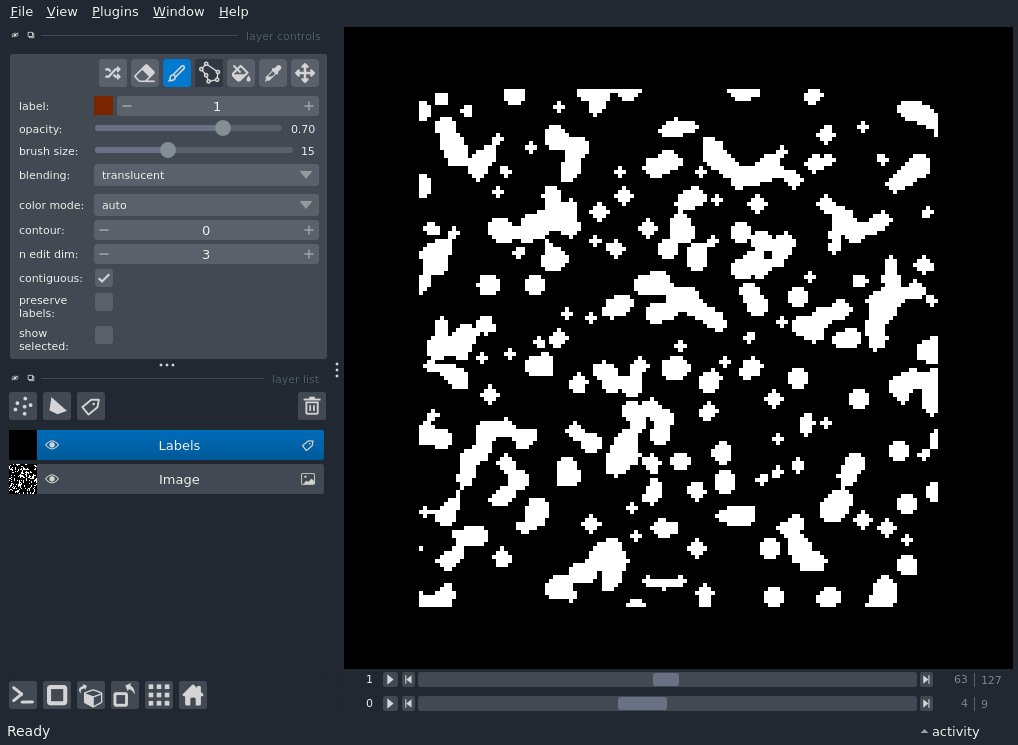 File View Plugins Window Help
layer controls
label: 1
opacity: 0.70
brush size: 15
blending: translucent
color mode: auto
contour: 0
n edit dim: 3
contiguous:
preserve
labels:
show
selected:
layer list
Labels
Image
1 63 127
0 4 9
Ready activity